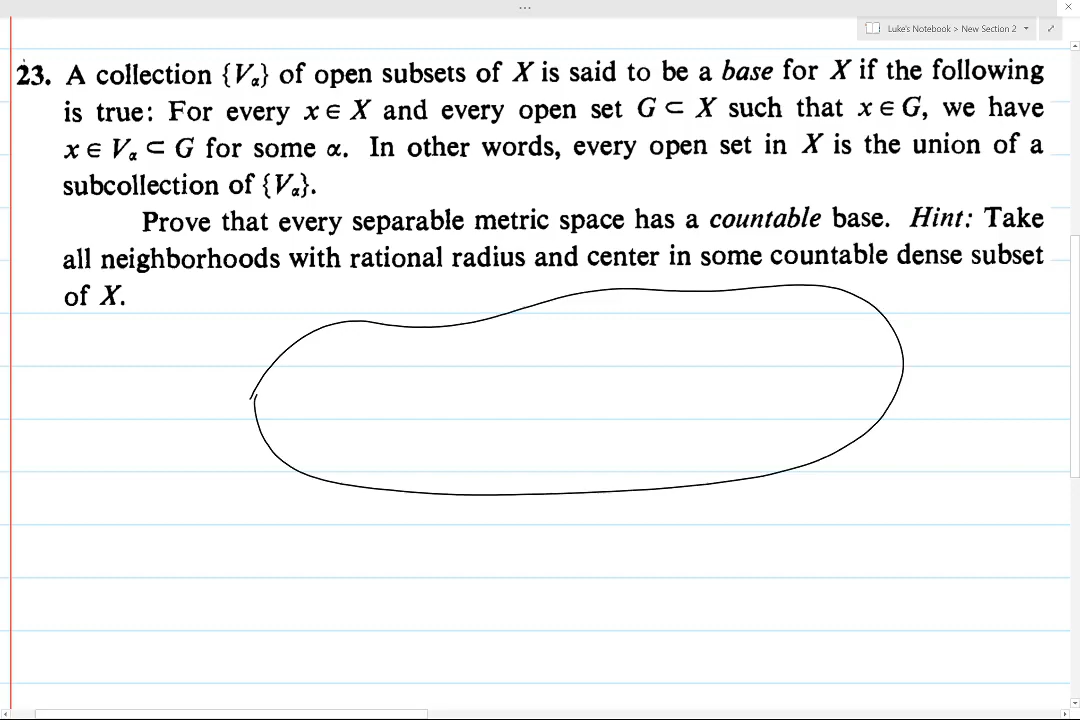 ...
Luke's Notebook > New Section 2
23. A collection {Vα} of open subsets of X is said to be a base for X if the following
is true: For every x ∈ X and every open set G ⊂ X such that x ∈ G, we have
x ∈ Vα ⊂ G for some α. In other words, every open set in X is the union of a
subcollection of {Vα}.
Prove that every separable metric space has a countable base. Hint: Take
all neighborhoods with rational radius and center in some countable dense subset
of X.